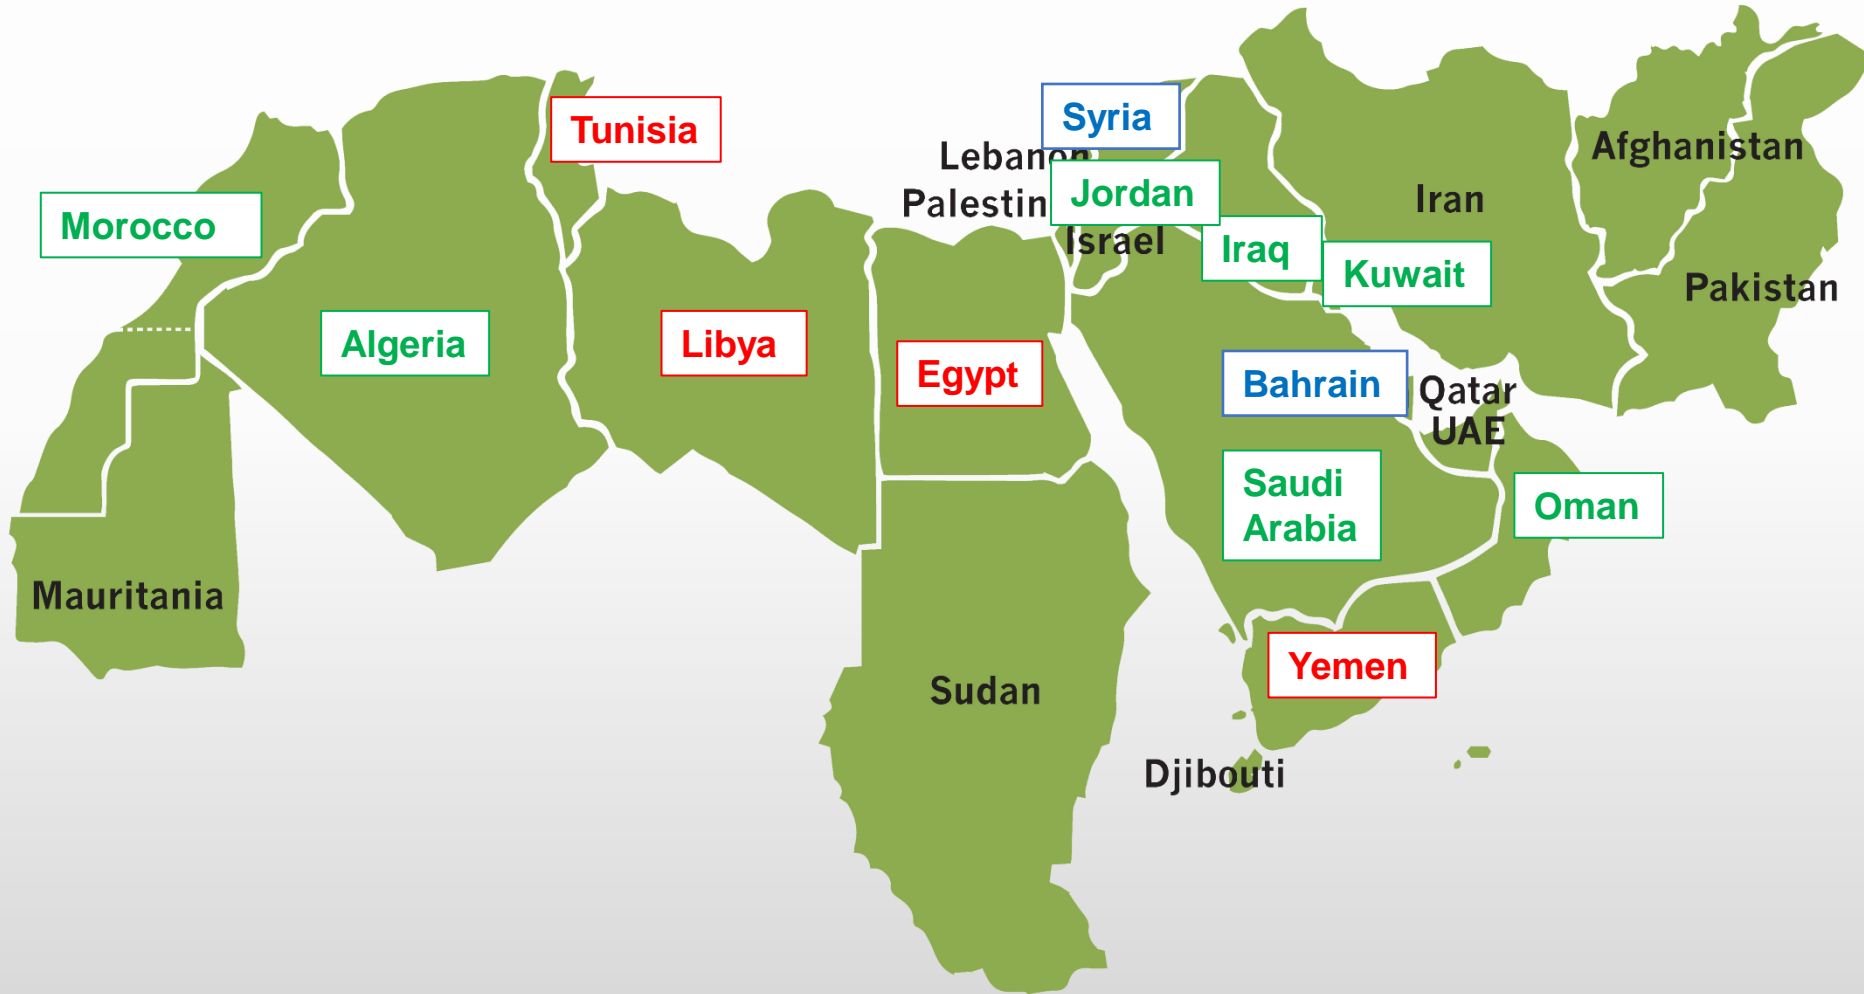 Tunisia
Syria
Lebanon
Afghanistan
Jordan
Iran
Palestin
Morocco
Israel
Iraq
Kuwait
Pakistan
Algeria
Libya
Egypt
Bahrain
Qatar
UAE
Saudi
Arabia
Oman
Mauritania
Yemen
Sudan
Djibouti